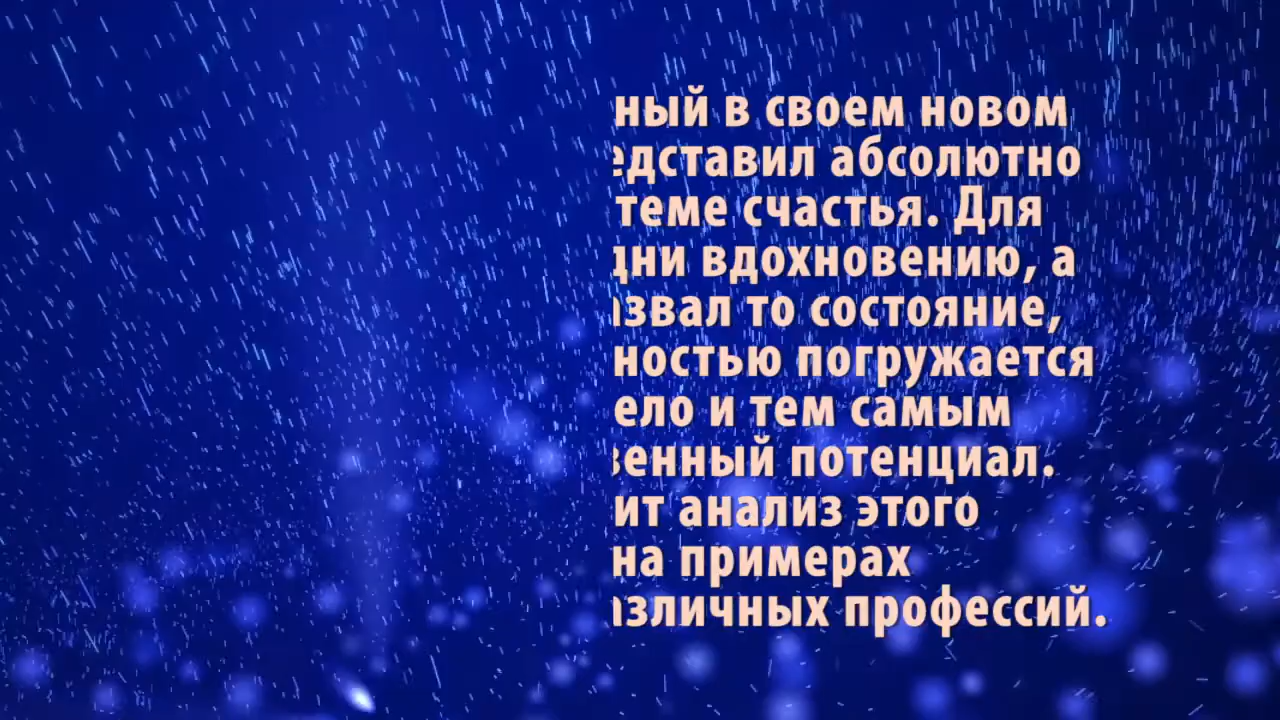 в своем новом
абсолютно
теме счастья. Для
вдохновению, а
то состояние,
погружается
и тем самым
потенциал.
анализ этого
на примерах
профессий.